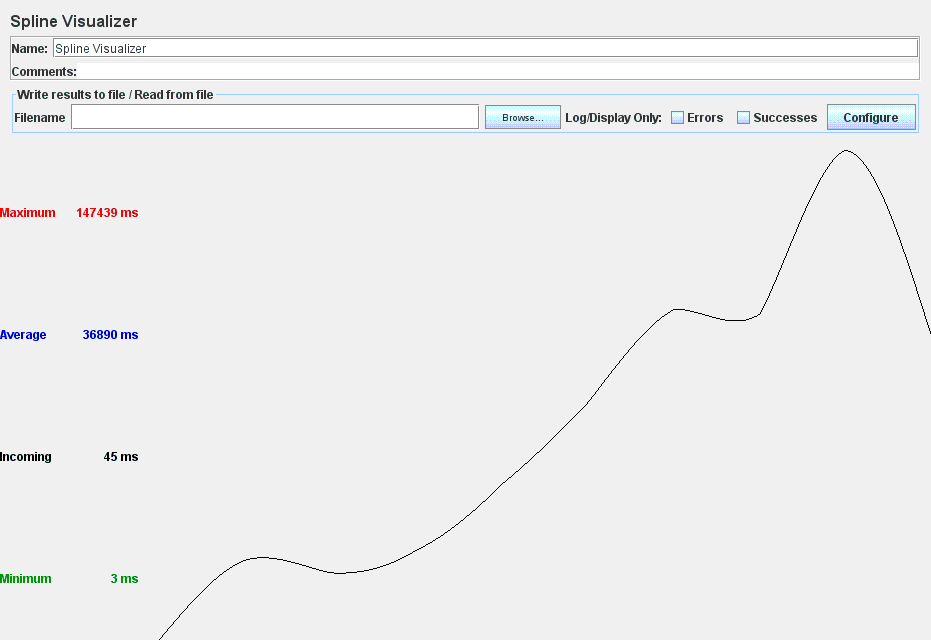 Spline Visualizer
Name: Spline Visualizer
Comments:
Write results to file / Read from file
Filename Browse... Log/Display Only: Errors Successes Configure
Maximum 147439 ms
Average 36890 ms
Incoming 45 ms
Minimum 3 ms